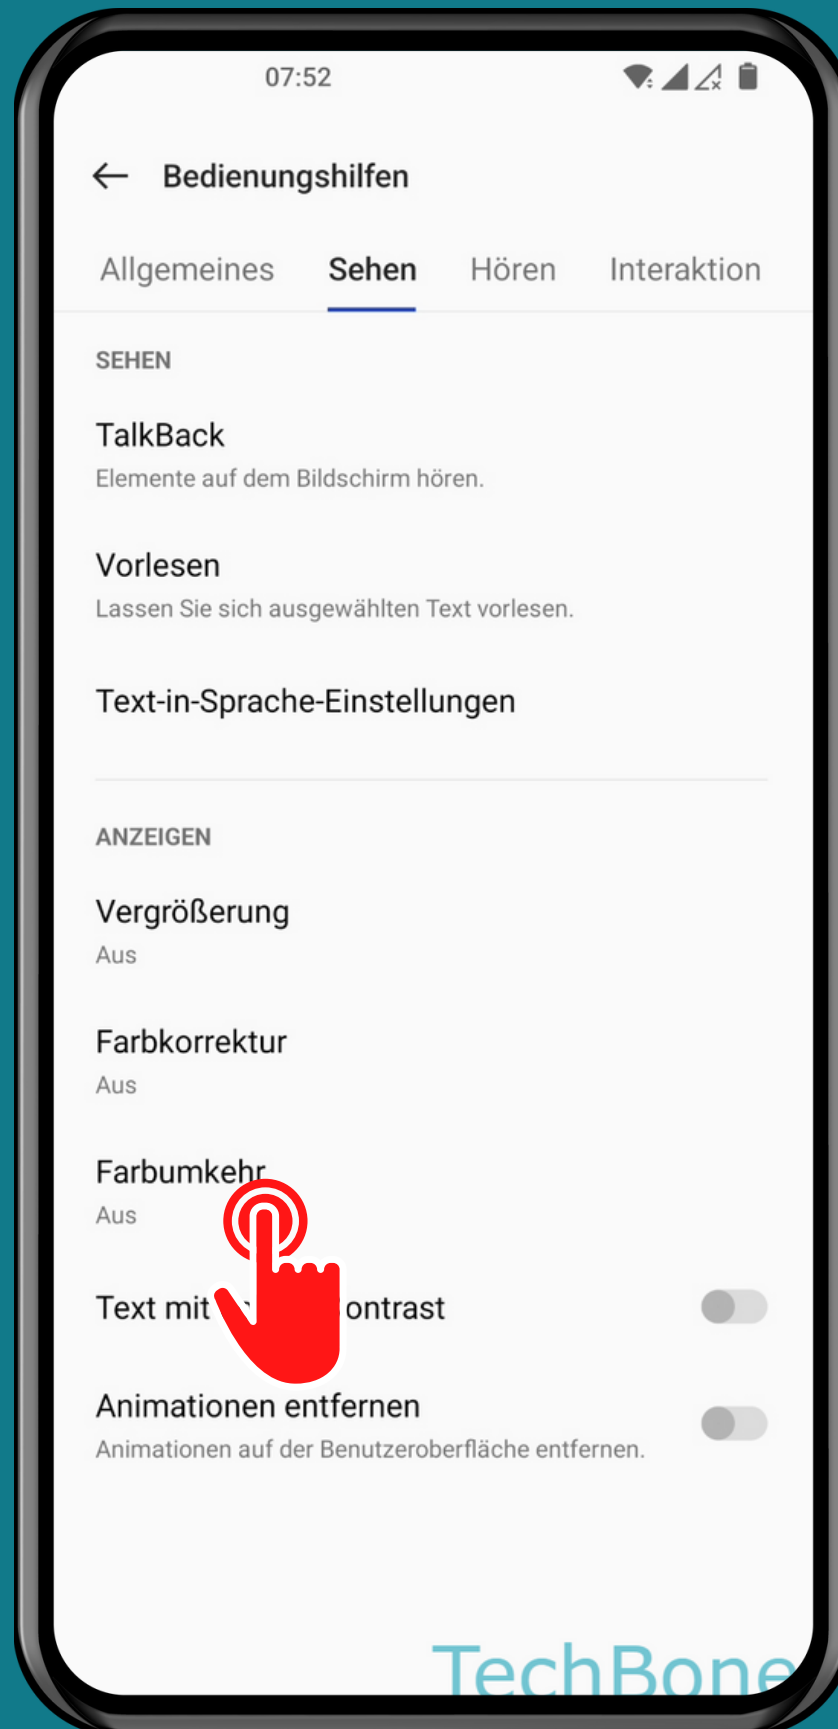 07:52
Bedienungshilfen
Allgemeines Sehen Hören Interaktion
SEHEN
TalkBack
Elemente auf dem Bildschirm hören.
Vorlesen
Lassen Sie sich ausgewählten Text vorlesen.
Text-in-Sprache-Einstellungen
ANZEIGEN
Vergrößerung
Aus
Farbkorrektur
Aus
Farbumkehr
Aus
Text mit ontrast
Animationen entfernen
Animationen auf der Benutzeroberfläche entfernen.
TechBone